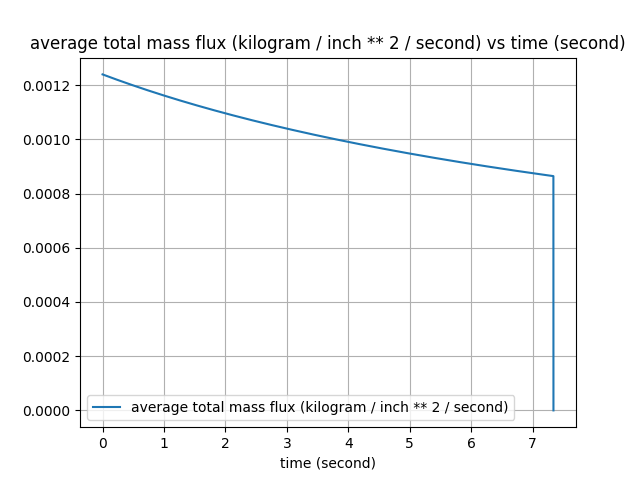 average total mass flux (kilogram / inch ** 2 / second) vs time (second)
0.0012
0.0010
0.0008
0.0006
0.0004
0.0002
0.0000
average total mass flux (kilogram / inch ** 2 / second)
0 1 2 3 4 5 6 7
time (second)